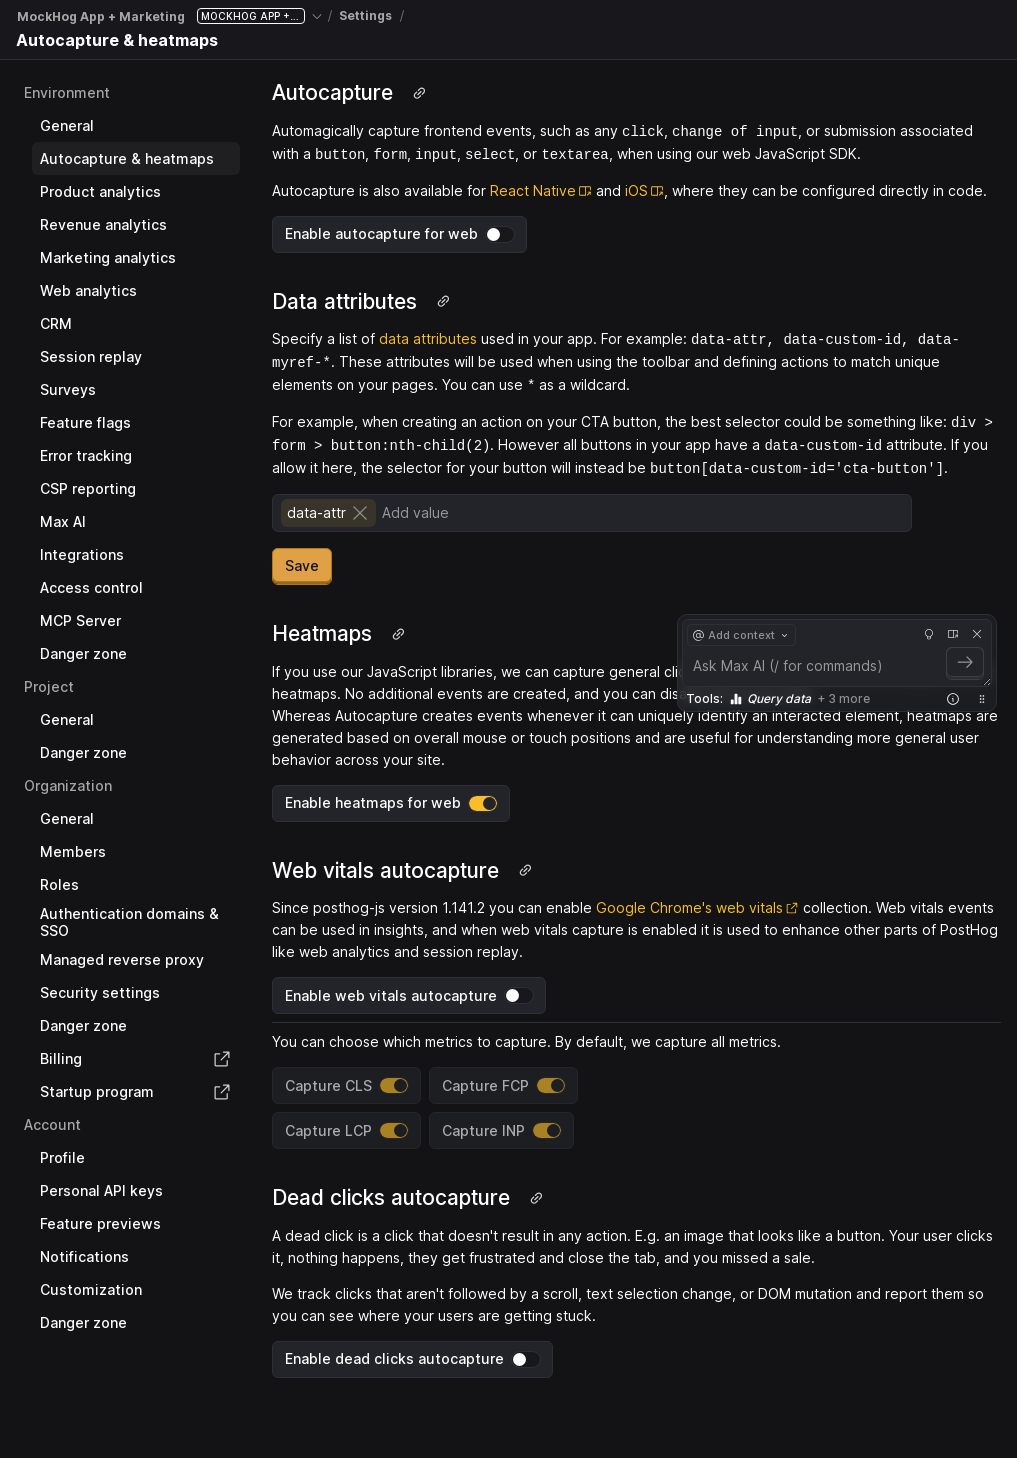 MockHog App + Marketing MOCKHOG APP +... / Settings /
Autocapture & heatmaps
Environment
General
Autocapture & heatmaps
Product analytics
Revenue analytics
Marketing analytics
Web analytics
CRM
Session replay
Surveys
Feature flags
Error tracking
CSP reporting
Max AI
Integrations
Access control
MCP Server
Danger zone
Project
General
Danger zone
Organization
General
Members
Roles
Authentication domains &
SSO
Managed reverse proxy
Security settings
Danger zone
Billing
Startup program
Account
Profile
Personal API keys
Feature previews
Notifications
Customization
Danger zone
Autocapture
Automagically capture frontend events, such as any click, change of input, or submission associated
with a button, form, input, select, or textarea, when using our web JavaScript SDK.
Autocapture is also available for React Native and iOS, where they can be configured directly in code.
Enable autocapture for web
Data attributes
Specify a list of data attributes used in your app. For example: data-attr, data-custom-id, data-
myref-*. These attributes will be used when using the toolbar and defining actions to match unique
elements on your pages. You can use * as a wildcard.
For example, when creating an action on your CTA button, the best selector could be something like: div >
form > button:nth-child(2). However all buttons in your app have a data-custom-id attribute. If you
allow it here, the selector for your button will instead be button[data-custom-id='cta-button'].
data-attr Add value
Save
Heatmaps
If you use our JavaScript libraries, we can capture general clic
heatmaps. No additional events are created, and you can disa
Whereas Autocapture creates events whenever it can uniquely identify an interacted element, heatmaps are
generated based on overall mouse or touch positions and are useful for understanding more general user
behavior across your site.
Enable heatmaps for web
@ Add context
Ask Max AI (/ for commands)
Tools: Query data + 3 more
Web vitals autocapture
Since posthog-js version 1.141.2 you can enable Google Chrome's web vitals collection. Web vitals events
can be used in insights, and when web vitals capture is enabled it is used to enhance other parts of PostHog
like web analytics and session replay.
Enable web vitals autocapture
You can choose which metrics to capture. By default, we capture all metrics.
Capture CLS Capture FCP
Capture LCP Capture INP
Dead clicks autocapture
A dead click is a click that doesn't result in any action. E.g. an image that looks like a button. Your user clicks
it, nothing happens, they get frustrated and close the tab, and you missed a sale.
We track clicks that aren't followed by a scroll, text selection change, or DOM mutation and report them so
you can see where your users are getting stuck.
Enable dead clicks autocapture